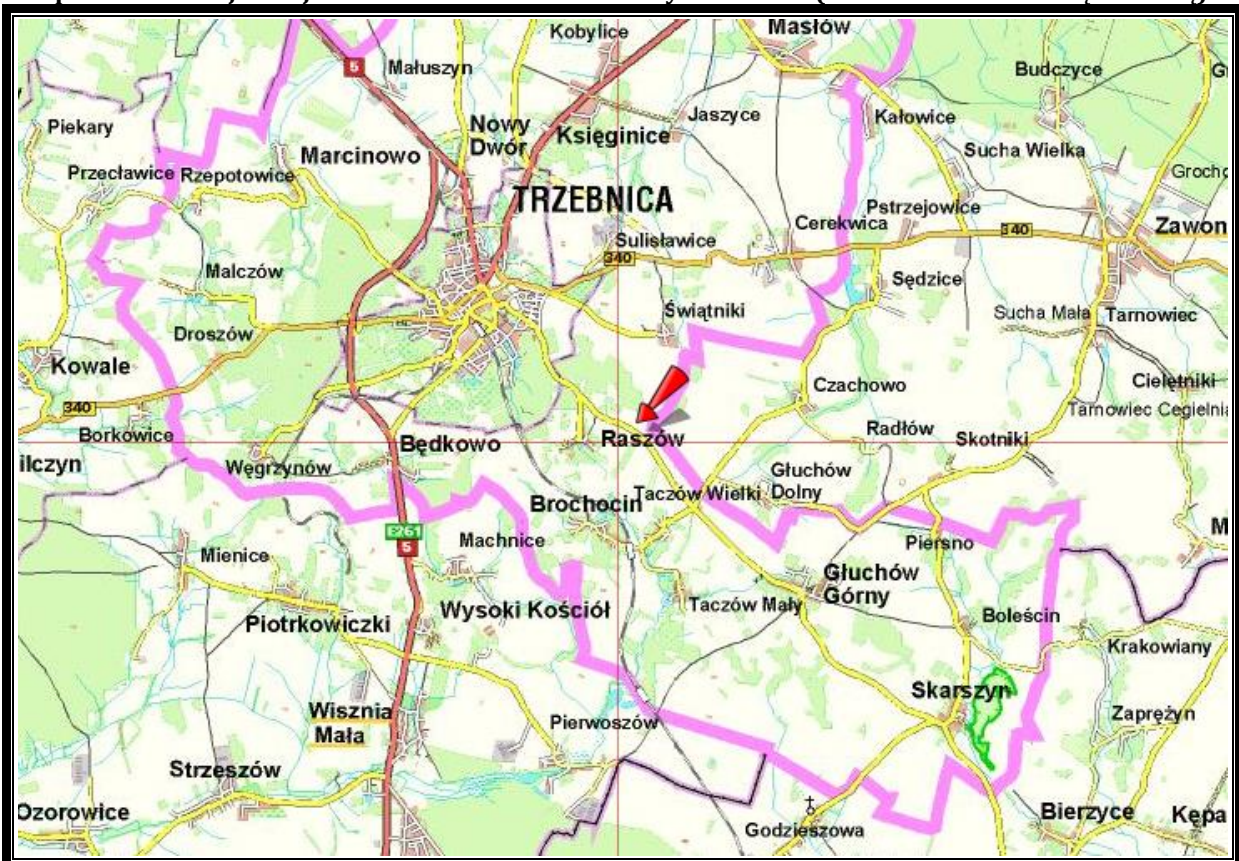 Kobylice
Masłów
5
Małuszyn
Budczyce
Piekary
Nowy
Dwór
Księginice
Jaszyce
Kałowice
Marcinowo
Sucha Wielka
Przecławice
Rzepotowice
TRZEBNICA
Pstrzejowice
Cerekwica
340
Zawon
Sulisławice
340
Malczów
Sędzice
Świątniki
Sucha Mała
Tarnowiec
Droszów
Kowale
Czachowo
Cielętniki
340
Tarnowiec Cegielnia
Borkowice
Będkowo
Raszów
Radłów
Skotniki
ilczyn
Węgrzynów
Głuchów
Dolny
Brochocin
Taczów Wielki
E261
5
Machnice
Piersno
M
Mienice
Głuchów
Górny
Wysoki Kościół
Taczów Mały
Boleścin
Piotrkowiczki
Krakowiany
Skarszyn
Wisznia
Mała
Pierwoszów
Zaprężyn
Strzeszów
Ozorowice
Godzieszowa
Bierzyce
Kępa